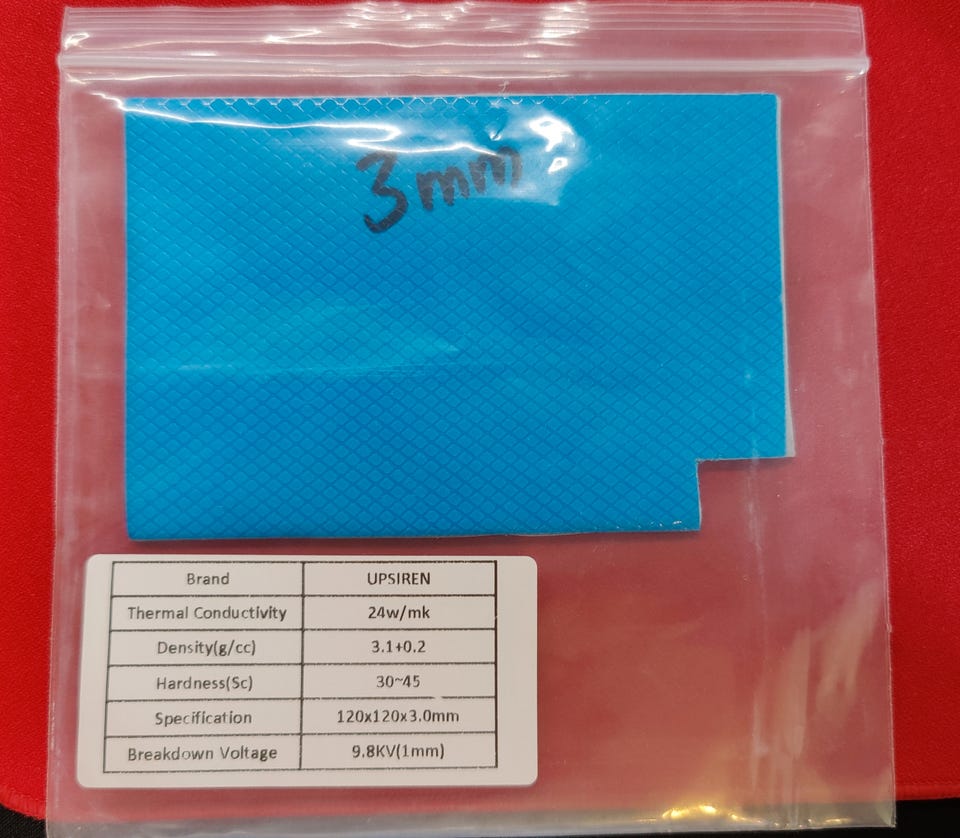 3mm
Brand UPSIREN
Thermal Conductivity 24w/mk
Density(g/cc) 3.1+0.2
Hardness(Sc) 30~45
Specification 120x120x3.0mm
Breakdown Voltage 9.8KV(1mm)